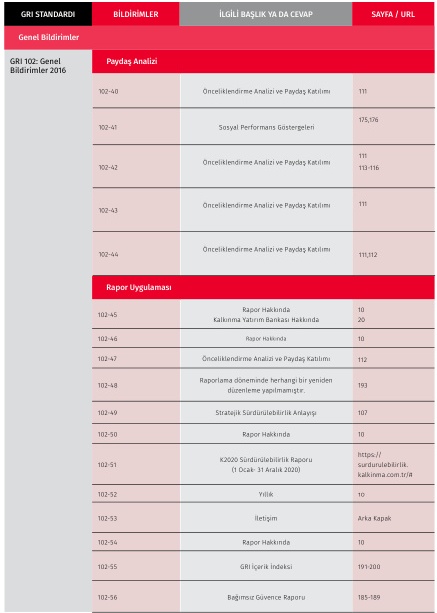 GRI STANDARDI BİLDİRİMLER İLGİLİ BAŞLIK YA DA CEVAP SAYFA / URL
Genel Bildirimler
GRI 102: Genel
Bildirimler 2016
Paydaş Analizi
102-40 Önceliklendirme Analizi ve Paydaş Katılımı 111
102-41 Sosyal Performans Göstergeleri 175,176
102-42 Önceliklendirme Analizi ve Paydaş Katılımı 111
113-116
102-43 Önceliklendirme Analizi ve Paydaş Katılımı 111
102-44 Önceliklendirme Analizi ve Paydaş Katılımı 111,112
Rapor Uygulaması
102-45 Rapor Hakkında 10
Kalkınma Yatırım Bankası Hakkında 20
102-46 Rapor Hakkında 10
102-47 Önceliklendirme Analizi ve Paydaş Katılımı 112
102-48 Raporlama döneminde herhangi bir yeniden
düzenleme yapılmamıştır. 193
102-49 Stratejik Sürdürülebilirlik Anlayışı 107
102-50 Rapor Hakkında 10
102-51 K2020 Sürdürülebilirlik Raporu
(1 Ocak- 31 Aralık 2020)
https://
surdurulebilirlik.
kalkinma.com.tr/#
102-52 Yıllık 10
102-53 İletişim Arka Kapak
102-54 Rapor Hakkında 10
102-55 GRI İçerik İndeksi 191-200
102-56 Bağımsız Güvence Raporu 185-189